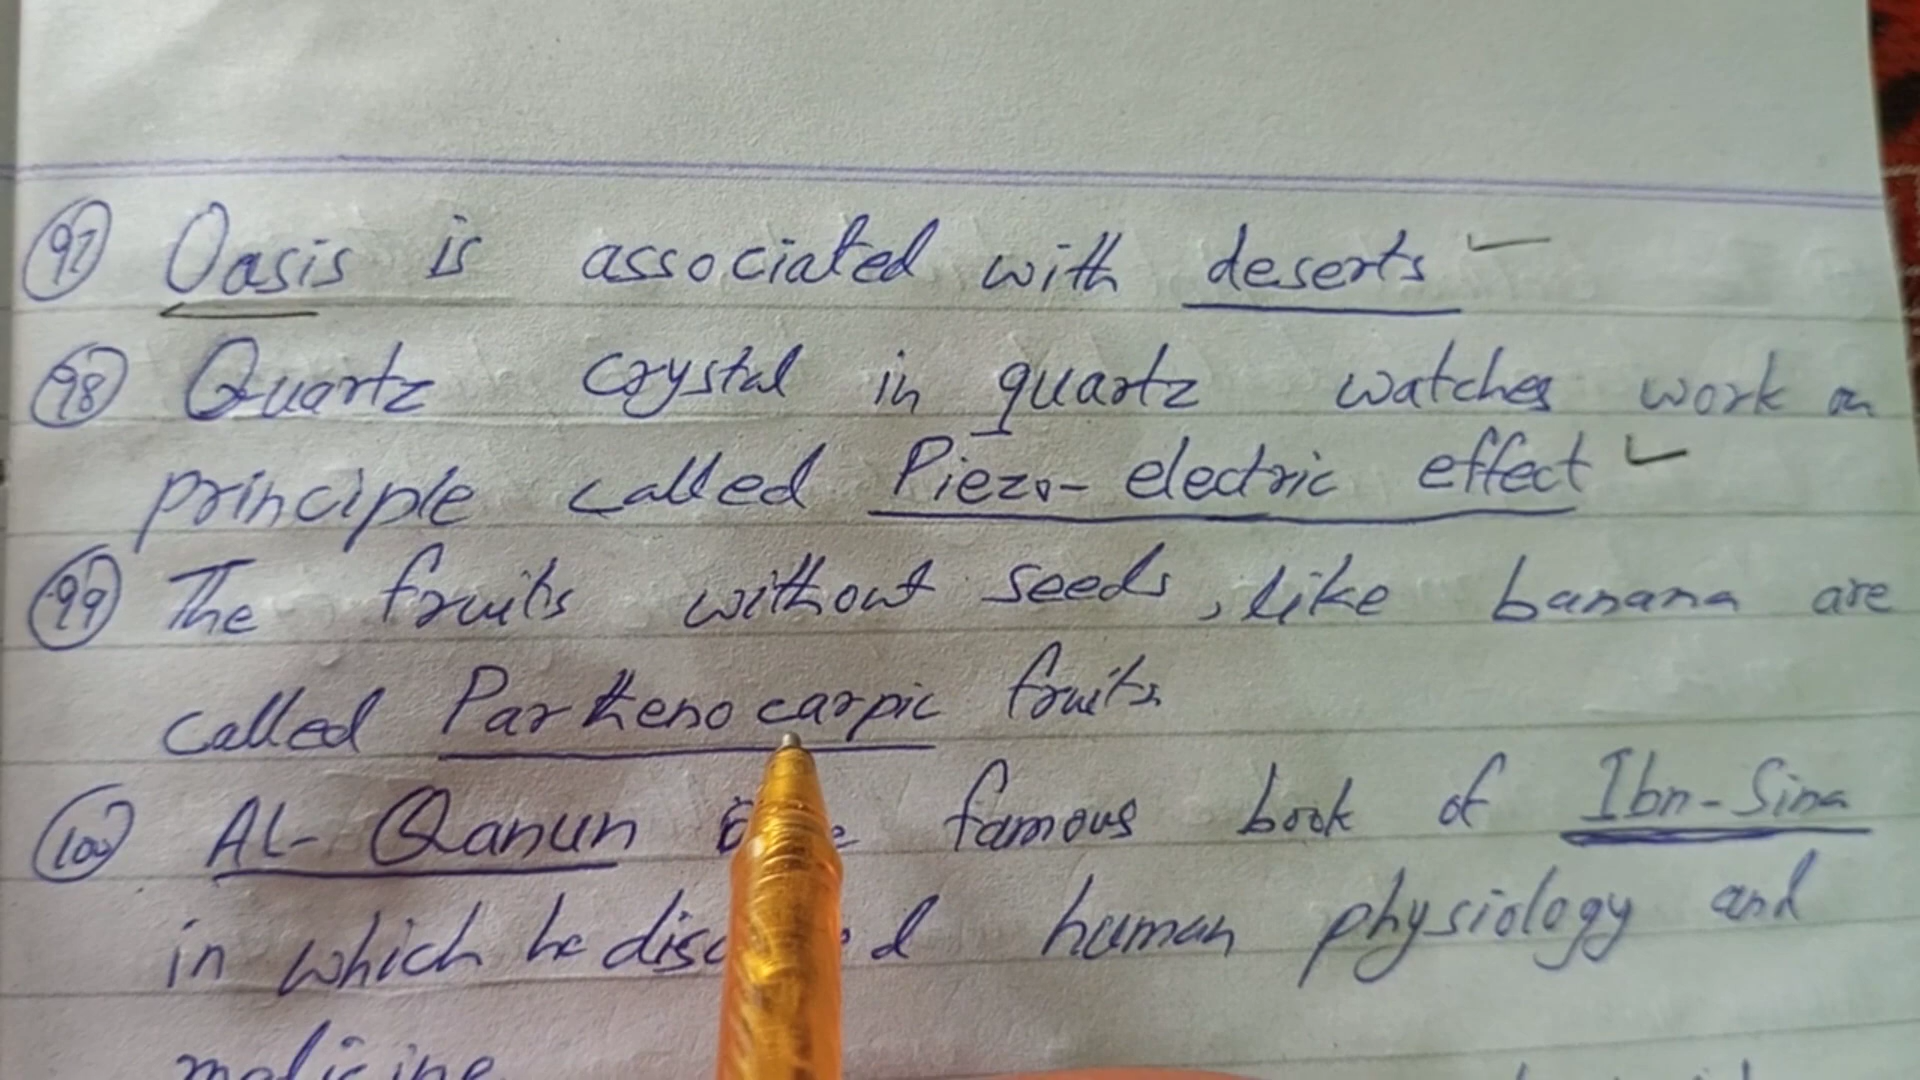 97 Oasis is associated with deserts
98 Quartz crystal in quartz watches work on
principle called Piezo-electric effect
99 The fruits without seeds, like banana are
called Parthenocarpic fruits.
100 Al-Qanun famous book of Ibn-Sina
in which he human physiology and
medicine